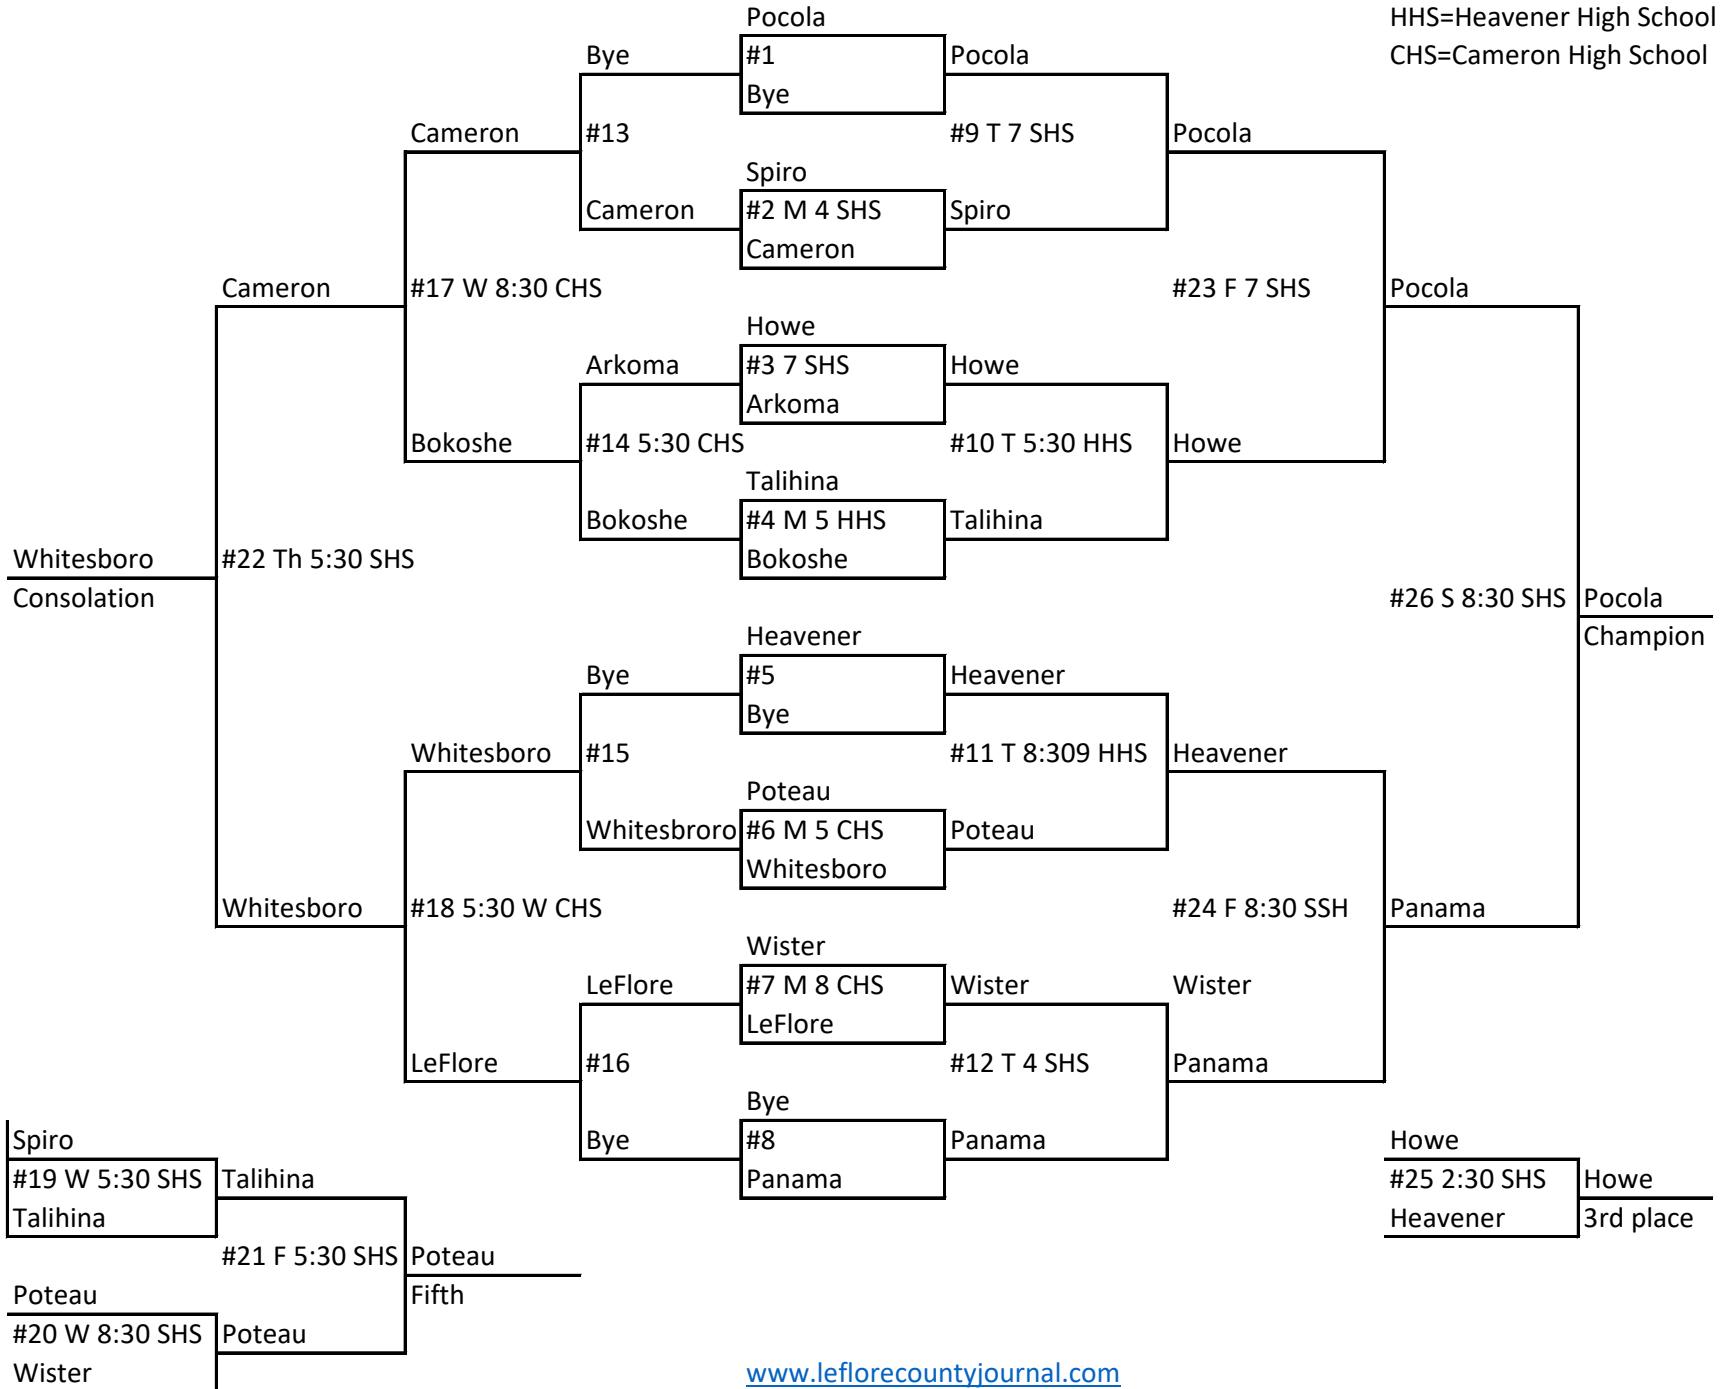 Pocola
HHS=Heavener High School
Bye
#1
Pocola
CHS=Cameron High School
Bye
Cameron
#13
#9 T 7 SHS
Pocola
Spiro
Cameron
#2 M 4 SHS
Spiro
Cameron
Cameron
#17 W 8:30 CHS
#23 F 7 SHS
Pocola
Howe
Arkoma
#3 7 SHS
Howe
Arkoma
Bokoshe
#14 5:30 CHS
#10 T 5:30 HHS
Howe
Talihina
Bokoshe
#4 M 5 HHS
Talihina
Whitesboro
#22 Th 5:30 SHS
Bokoshe
Consolation
#26 S 8:30 SHS
Pocola
Heavener
Champion
Bye
#5
Heavener
Bye
Whitesboro
#15
#11 T 8:309 HHS
Heavener
Poteau
Whitesbroro
#6 M 5 CHS
Poteau
Whitesboro
Whitesboro
#18 5:30 W CHS
#24 F 8:30 SSH
Panama
Wister
LeFlore
#7 M 8 CHS
Wister
Wister
LeFlore
LeFlore
#16
#12 T 4 SHS
Panama
Bye
Spiro
Bye
#8
Panama
Howe
#19 W 5:30 SHS
Talihina
Panama
#25 2:30 SHS
Howe
Talihina
Heavener
3rd place
#21 F 5:30 SHS
Poteau
Poteau
Fifth
#20 W 8:30 SHS
Poteau
Wister
www.leflorecountyjournal.com